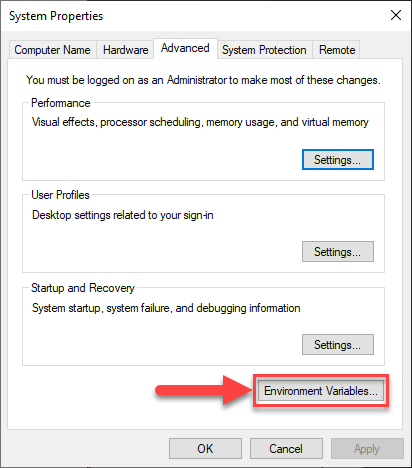 System Properties
Computer Name Hardware Advanced System Protection Remote
You must be logged on as an Administrator to make most of these changes.
Performance
Visual effects, processor scheduling, memory usage, and virtual memory
Settings...
User Profiles
Desktop settings related to your sign-in
Settings...
Startup and Recovery
System startup, system failure, and debugging information
Settings...
Environment Variables...
OK Cancel Apply